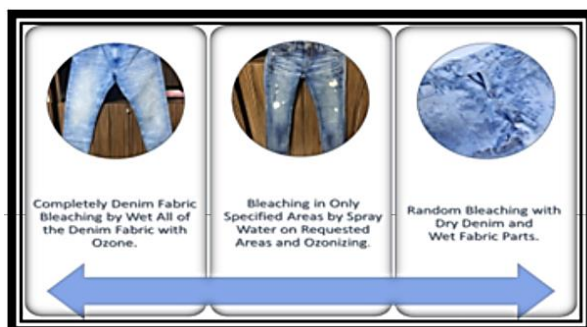 Completely Denim Fabric
Bleaching by Wet All of
the Denim Fabric with
Ozone.
Bleaching in Only
Specified Areas by Spray
Water on Requested
Areas and Ozonizing.
Random Bleaching with
Dry Denim and
Wet Fabric Parts.